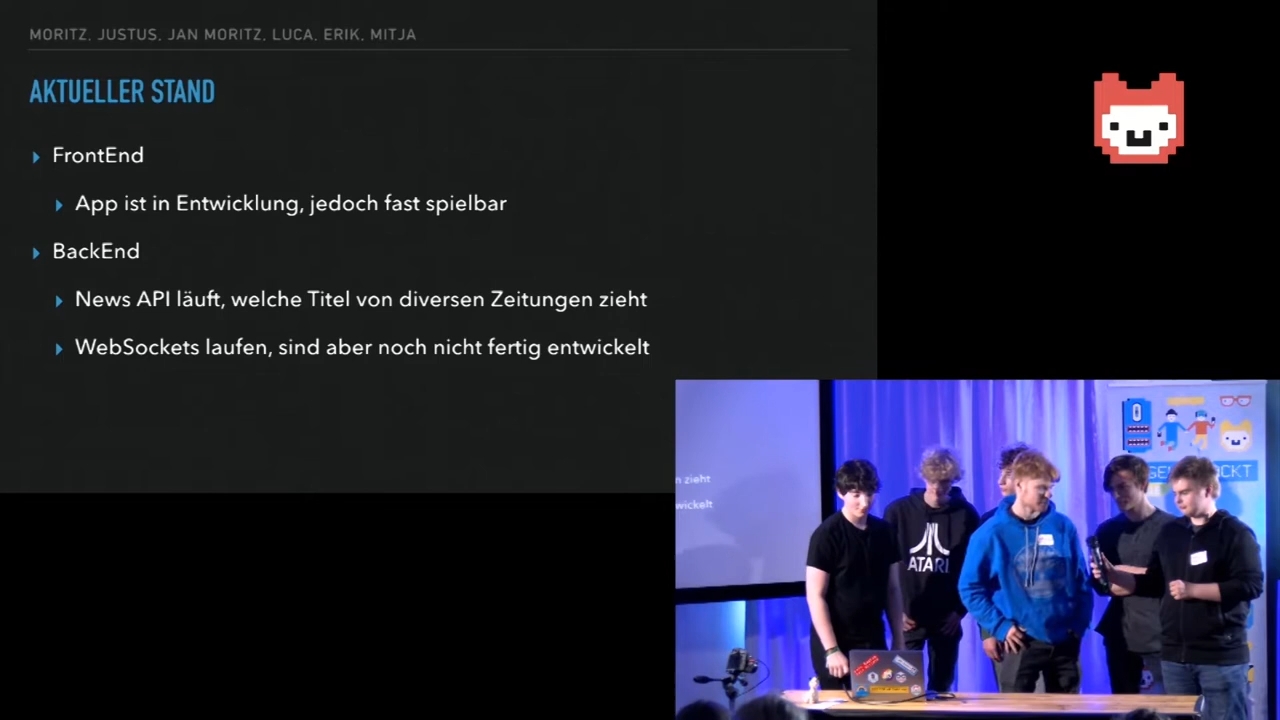 MORITZ, JUSTUS, JAN MORITZ, LUCA, ERIK, MITJA
AKTUELLER STAND
FrontEnd
App ist in Entwicklung, jedoch fast spielbar
BackEnd
News API läuft, welche Titel von diversen Zeitungen zieht
WebSockets laufen, sind aber noch nicht fertig entwickelt
n zieht
wickelt
ATARI